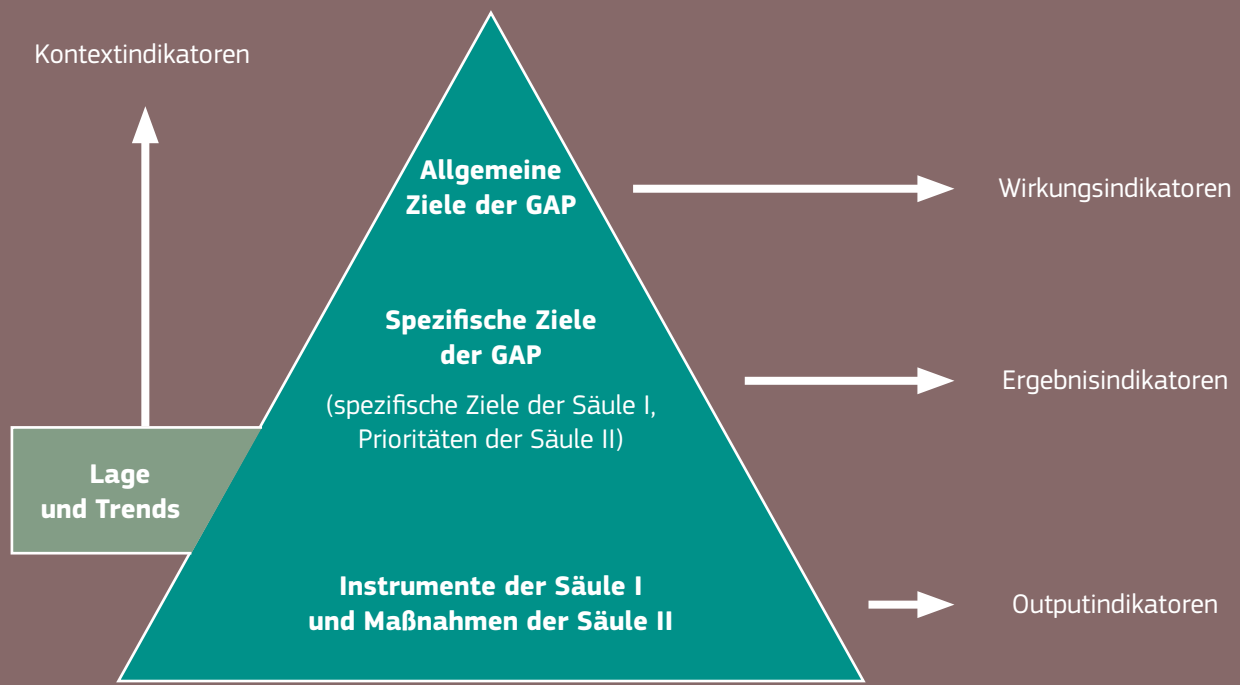 Kontextindikatoren
Allgemeine
Ziele der GAP
Wirkungsindikatoren
Spezifische Ziele
der GAP
(spezifische Ziele der Säule I,
Prioritäten der Säule II)
Ergebnisindikatoren
Lage
und Trends
Instrumente der Säule I
und Maßnahmen der Säule II
Outputindikatoren